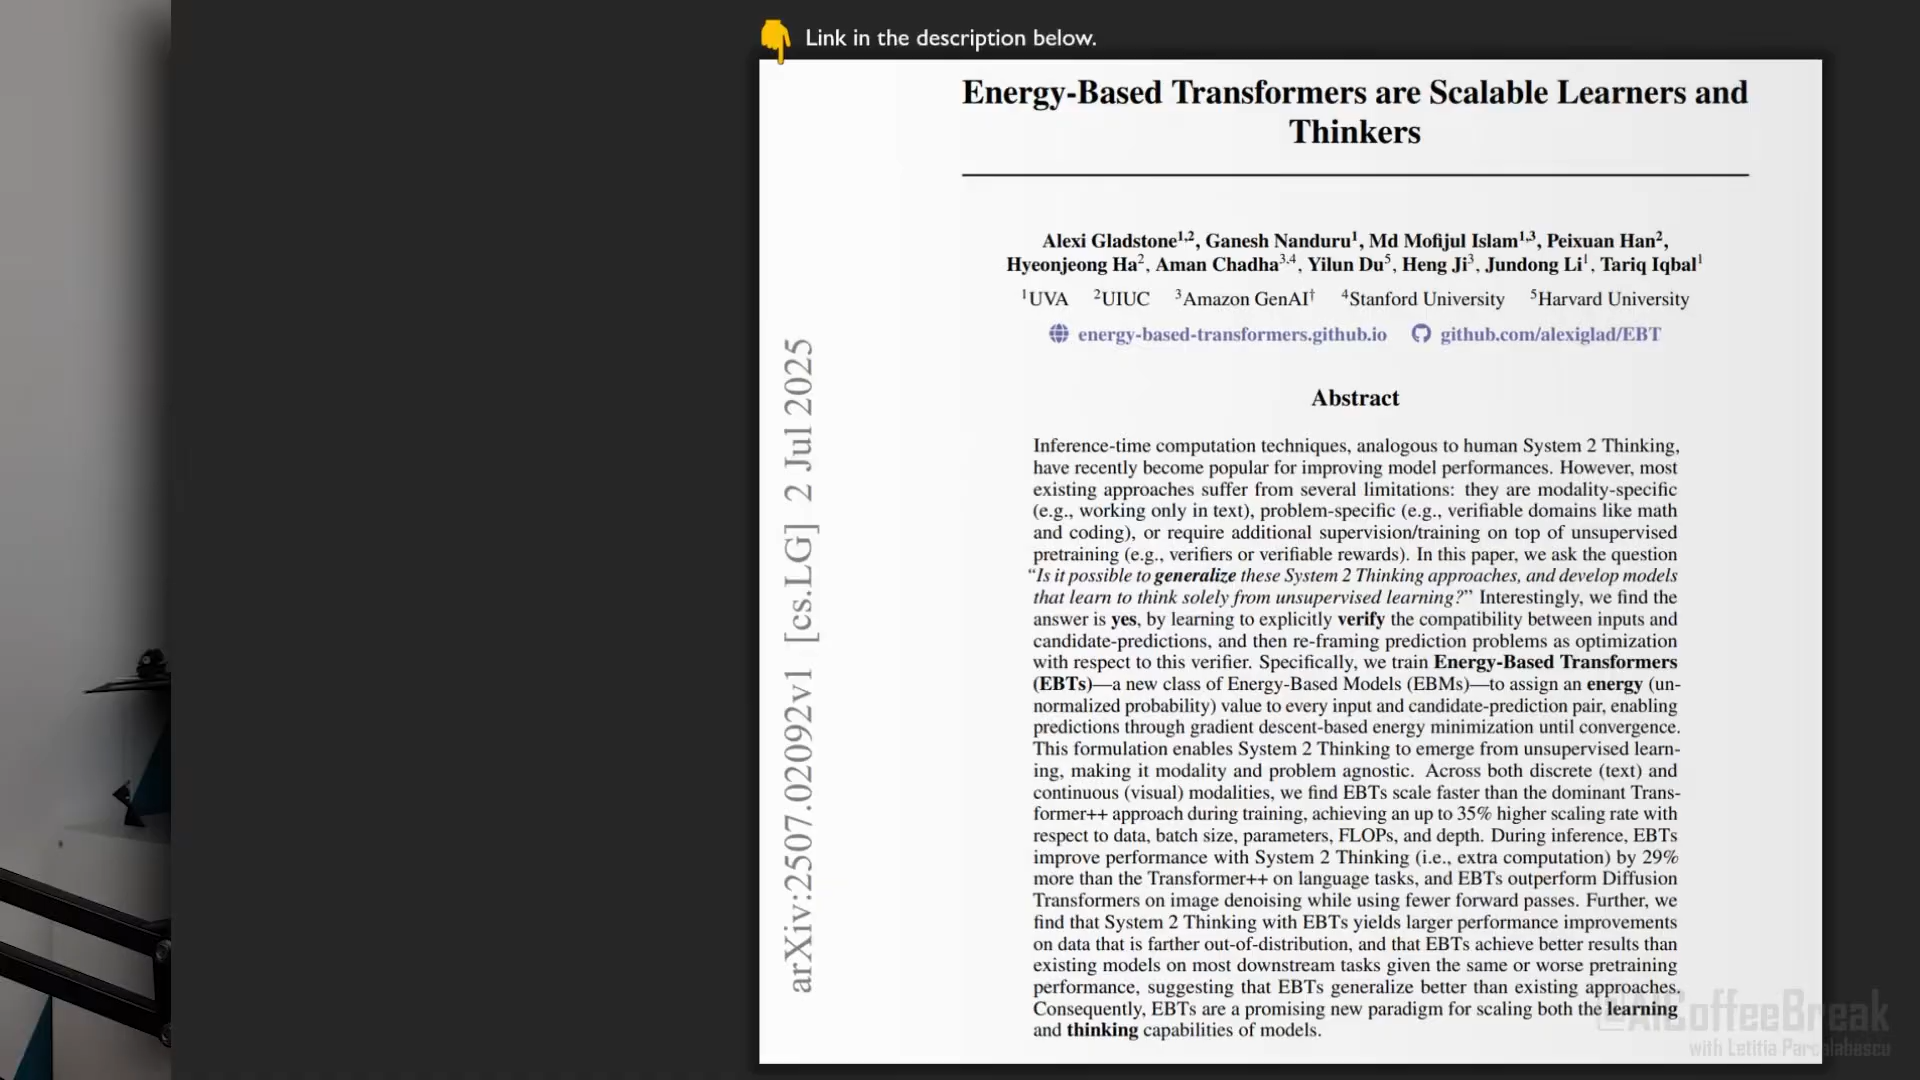 Link in the description below.
Energy-Based Transformers are Scalable Learners and
Thinkers
Alexi Gladstone1,2, Ganesh Nanduru1, Md Mofijul Islam1,3, Peixuan Han2,
Hyeonjeong Ha2, Aman Chadha3,4, Yilun Du5, Heng Ji3, Jundong Li1, Tariq Iqbal1
1UVA 2UIUC 3Amazon GenAI† 4Stanford University 5Harvard University
energy-based-transformers.github.io github.com/alexiglad/EBT
arXiv:2507.02092v1 [cs.LG] 2 Jul 2025
Abstract
Inference-time computation techniques, analogous to human System 2 Thinking,
have recently become popular for improving model performances. However, most
existing approaches suffer from several limitations: they are modality-specific
(e.g., working only in text), problem-specific (e.g., verifiable domains like math
and coding), or require additional supervision/training on top of unsupervised
pretraining (e.g., verifiers or verifiable rewards). In this paper, we ask the question
“Is it possible to generalize these System 2 Thinking approaches, and develop models
that learn to think solely from unsupervised learning?” Interestingly, we find the
answer is yes, by learning to explicitly verify the compatibility between inputs and
candidate-predictions, and then re-framing prediction problems as optimization
with respect to this verifier. Specifically, we train Energy-Based Transformers
(EBTs)—a new class of Energy-Based Models (EBMs)—to assign an energy (un-
normalized probability) value to every input and candidate-prediction pair, enabling
predictions through gradient descent-based energy minimization until convergence.
This formulation enables System 2 Thinking to emerge from unsupervised learn-
ing, making it modality and problem agnostic. Across both discrete (text) and
continuous (visual) modalities, we find EBTs scale faster than the dominant Trans-
former++ approach during training, achieving an up to 35% higher scaling rate with
respect to data, batch size, parameters, FLOPs, and depth. During inference, EBTs
improve performance with System 2 Thinking (i.e., extra computation) by 29%
more than the Transformer++ on language tasks, and EBTs outperform Diffusion
Transformers on image denoising while using fewer forward passes. Further, we
find that System 2 Thinking with EBTs yields larger performance improvements
on data that is farther out-of-distribution, and that EBTs achieve better results than
existing models on most downstream tasks given the same or worse pretraining
performance, suggesting that EBTs generalize better than existing approaches.
Consequently, EBTs are a promising new paradigm for scaling both the learning
and thinking capabilities of models.
@AICoffeeBreak
with Letitia Parcalabescu